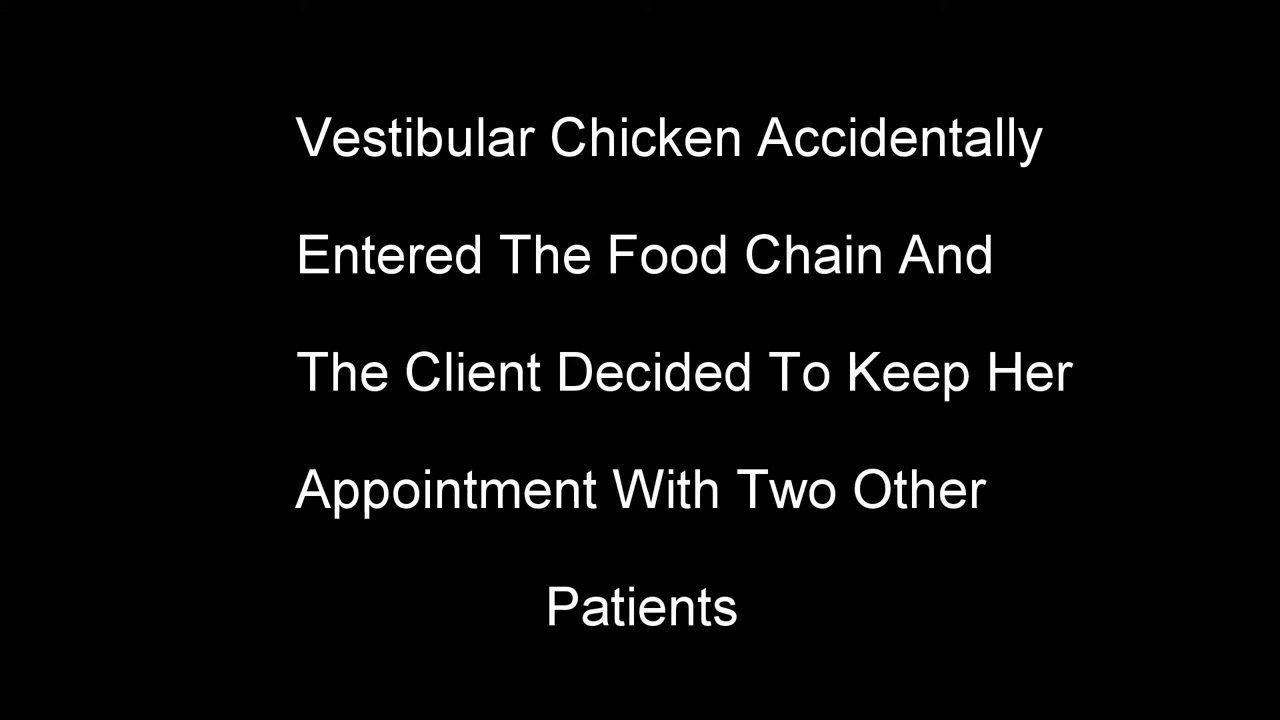 Vestibular Chicken Accidentally
Entered The Food Chain And
The Client Decided To Keep Her
Appointment With Two Other
Patients